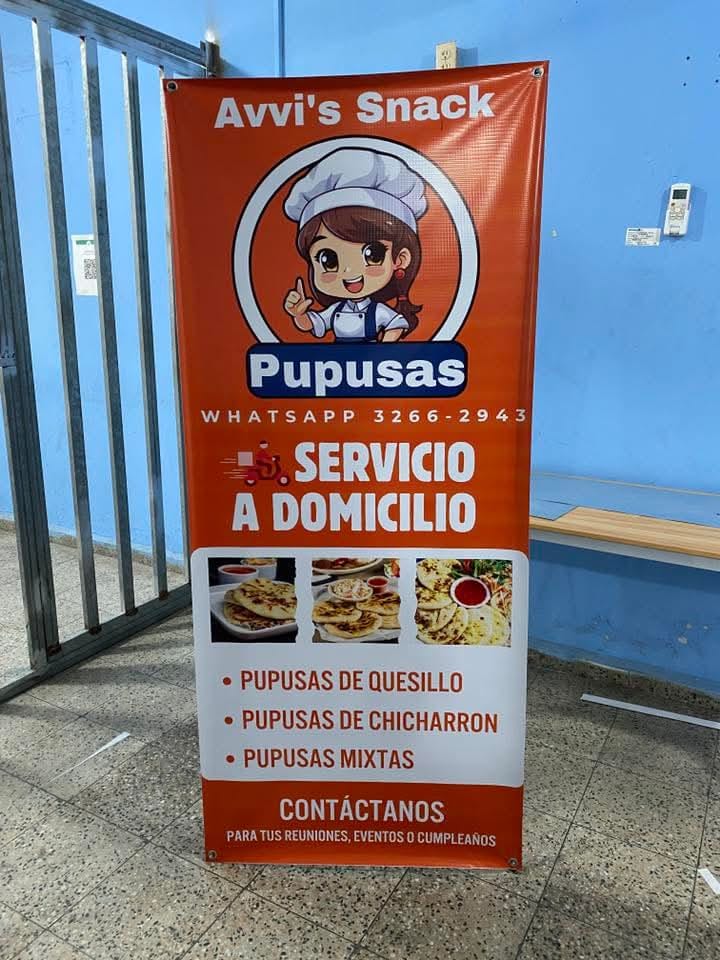 Avvi's Snack
Pupusas
WHATSAPP 3266-2943
SERVICIO
A DOMICILIO
• PUPUSAS DE QUESILLO
• PUPUSAS DE CHICHARRON
• PUPUSAS MIXTAS
CONTÁCTANOS
PARA TUS REUNIONES, EVENTOS O CUMPLEAÑOS